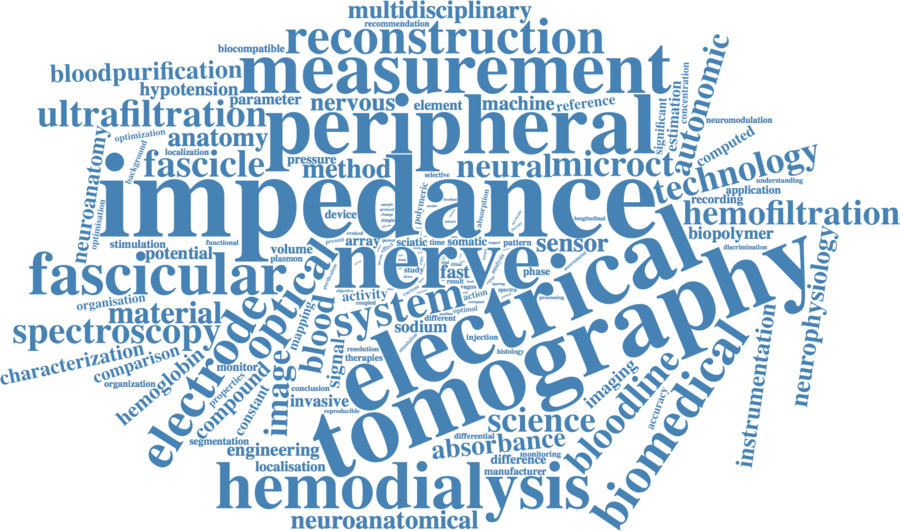 multidisciplinary
recommendation
reconstruction
biocompatible
measurement
bloodpurification
hypotension
parameter
nervous
element
machine
reference
ultrafiltration
peripheral
significant
estimation
concentration
autonomic
neuromodulation
optimization
anatomy
localization
background
neuroanatomy
fascicle
pressure
method
selective
neural
microct
computed
technology
understanding
impedance
application
recording
hemofiltration
biopolymer
discrimination
optimisation
device
polymeric
absorption
longitudinal
stimulation
functional
potential
volume
plasmon
array
sciatic
time
somatic
pattern
sensor
evoked
present
nerve
fascicular
study
fast
result
phase
organisation
material
spectroscopy
optical
electrode
mapping
blood
activity
coupled
system
action
optimal
different
sodium
processing
electrical
tomography
neurophysiology
instrumentation
characterization
comparison
organization
hemoglobin
monitor
properties
compound
constant
image
signal
resolution
therapies
injection
histology
conclusion
invasive
reproducible
imaging
accuracy
bloodline
biomedical
science
segmentation
engineering
localisation
differential
absorbance
monitoring
difference
manufacturer
hemodialysis
neuroanatomical